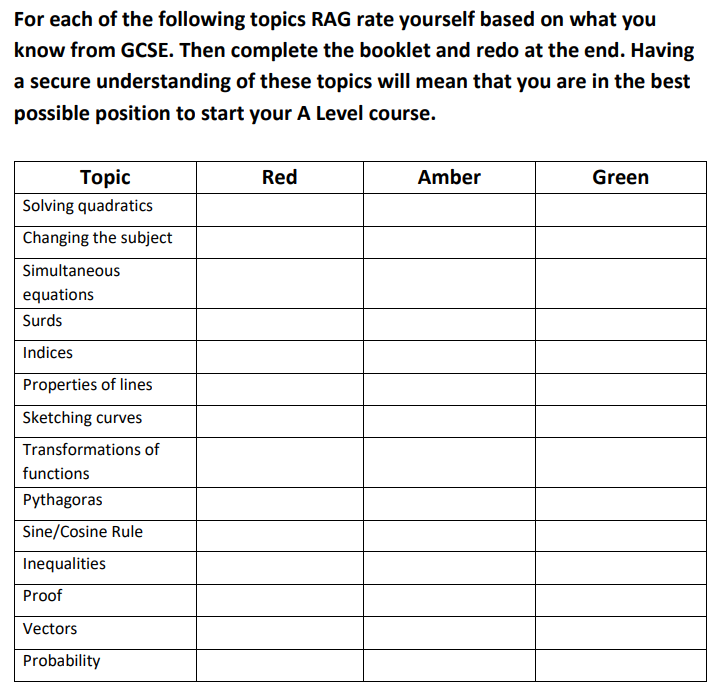 For each of the following topics RAG rate yourself based on what you
know from GCSE. Then complete the booklet and redo at the end. Having
a secure understanding of these topics will mean that you are in the best
possible position to start your A Level course.
Topic Red Amber Green
Solving quadratics
Changing the subject
Simultaneous
equations
Surds
Indices
Properties of lines
Sketching curves
Transformations of
functions
Pythagoras
Sine/Cosine Rule
Inequalities
Proof
Vectors
Probability